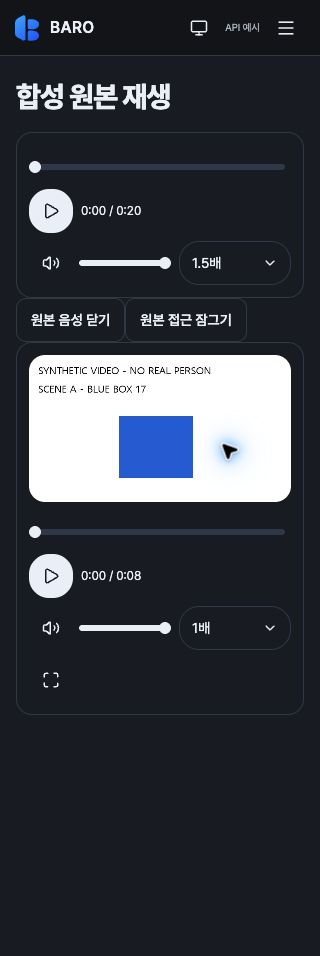 BARO
API 예시
합성 원본 재생
0:00 / 0:20
1.5배
원본 음성 닫기
원본 접근 잠그기
SYNTHETIC VIDEO - NO REAL PERSON
SCENE A - BLUE BOX 17
0:00 / 0:08
1배